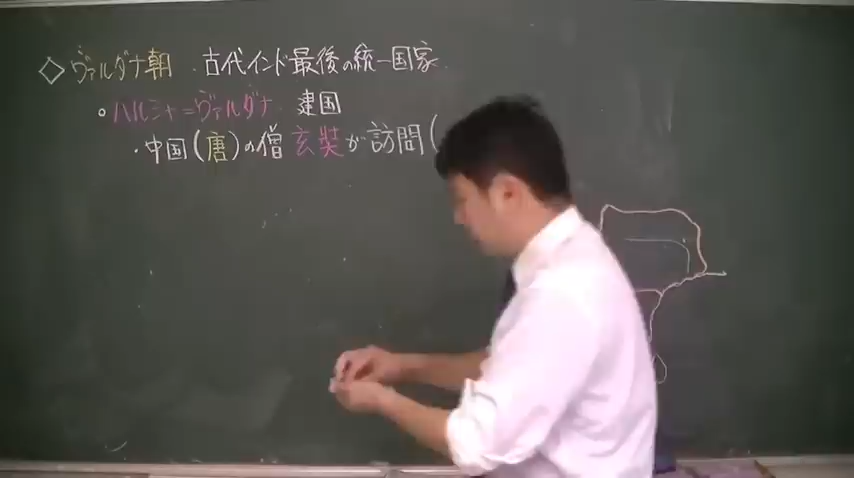 ◇ヴァルダナ朝 ・古代インド最後の統一国家
○ハルシャ=ヴァルダナ 建国
・中国(唐)の僧玄奘が訪問(